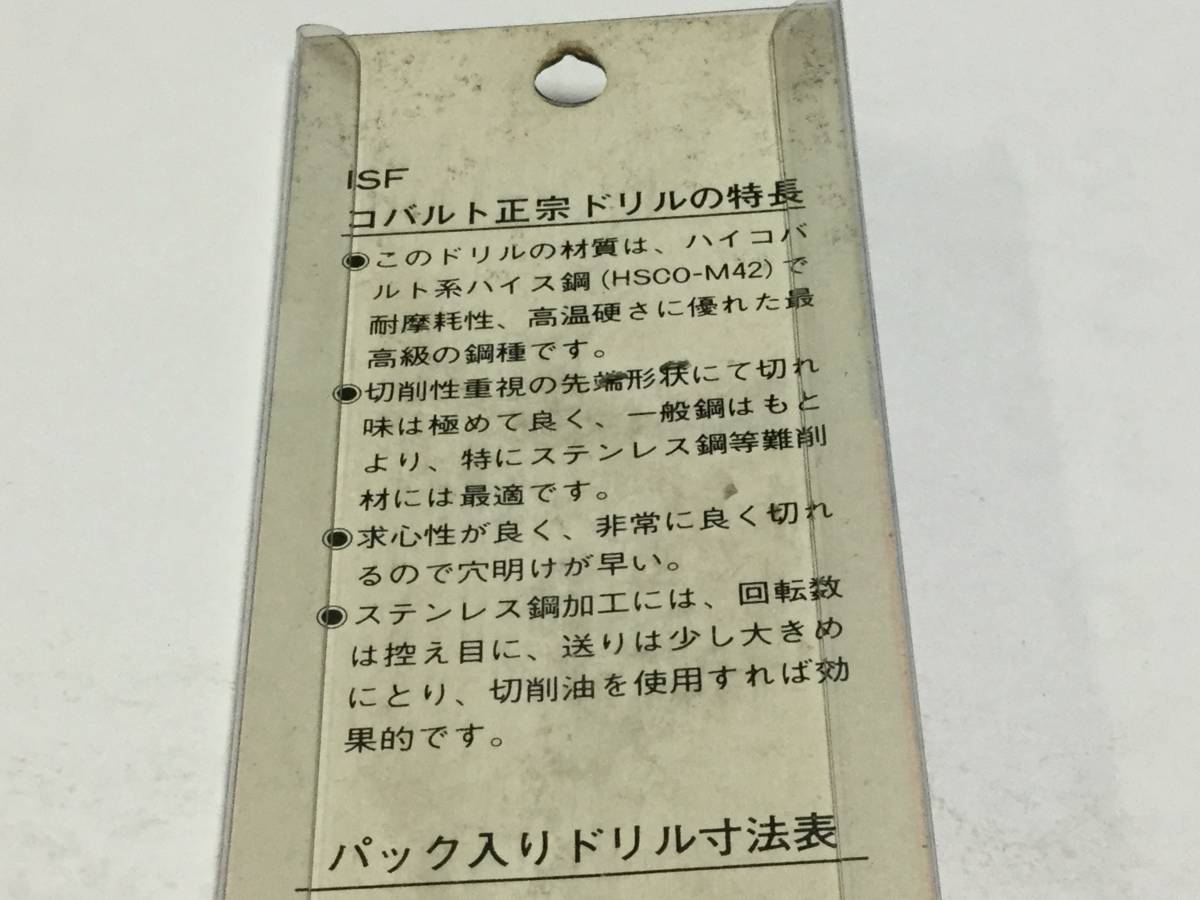 ISF
コバルト正宗ドリルの特長
◉このドリルの材質は、ハイコバ
ルト系ハイス鋼(HSCO-M42)で
耐摩耗性、高温硬さに優れた最
高級の鋼種です。
◉切削性重視の先端形状にて切れ
味は極めて良く、一般鋼はもと
より、特にステンレス鋼等難削
材には最適です。
◉求心性が良く、非常に良く切れ
るので穴明けが早い。
◉ステンレス鋼加工には、回転数
は控え目に、送りは少し大きめ
にとり、切削油を使用すれば効
果的です。
パック入りドリル寸法表